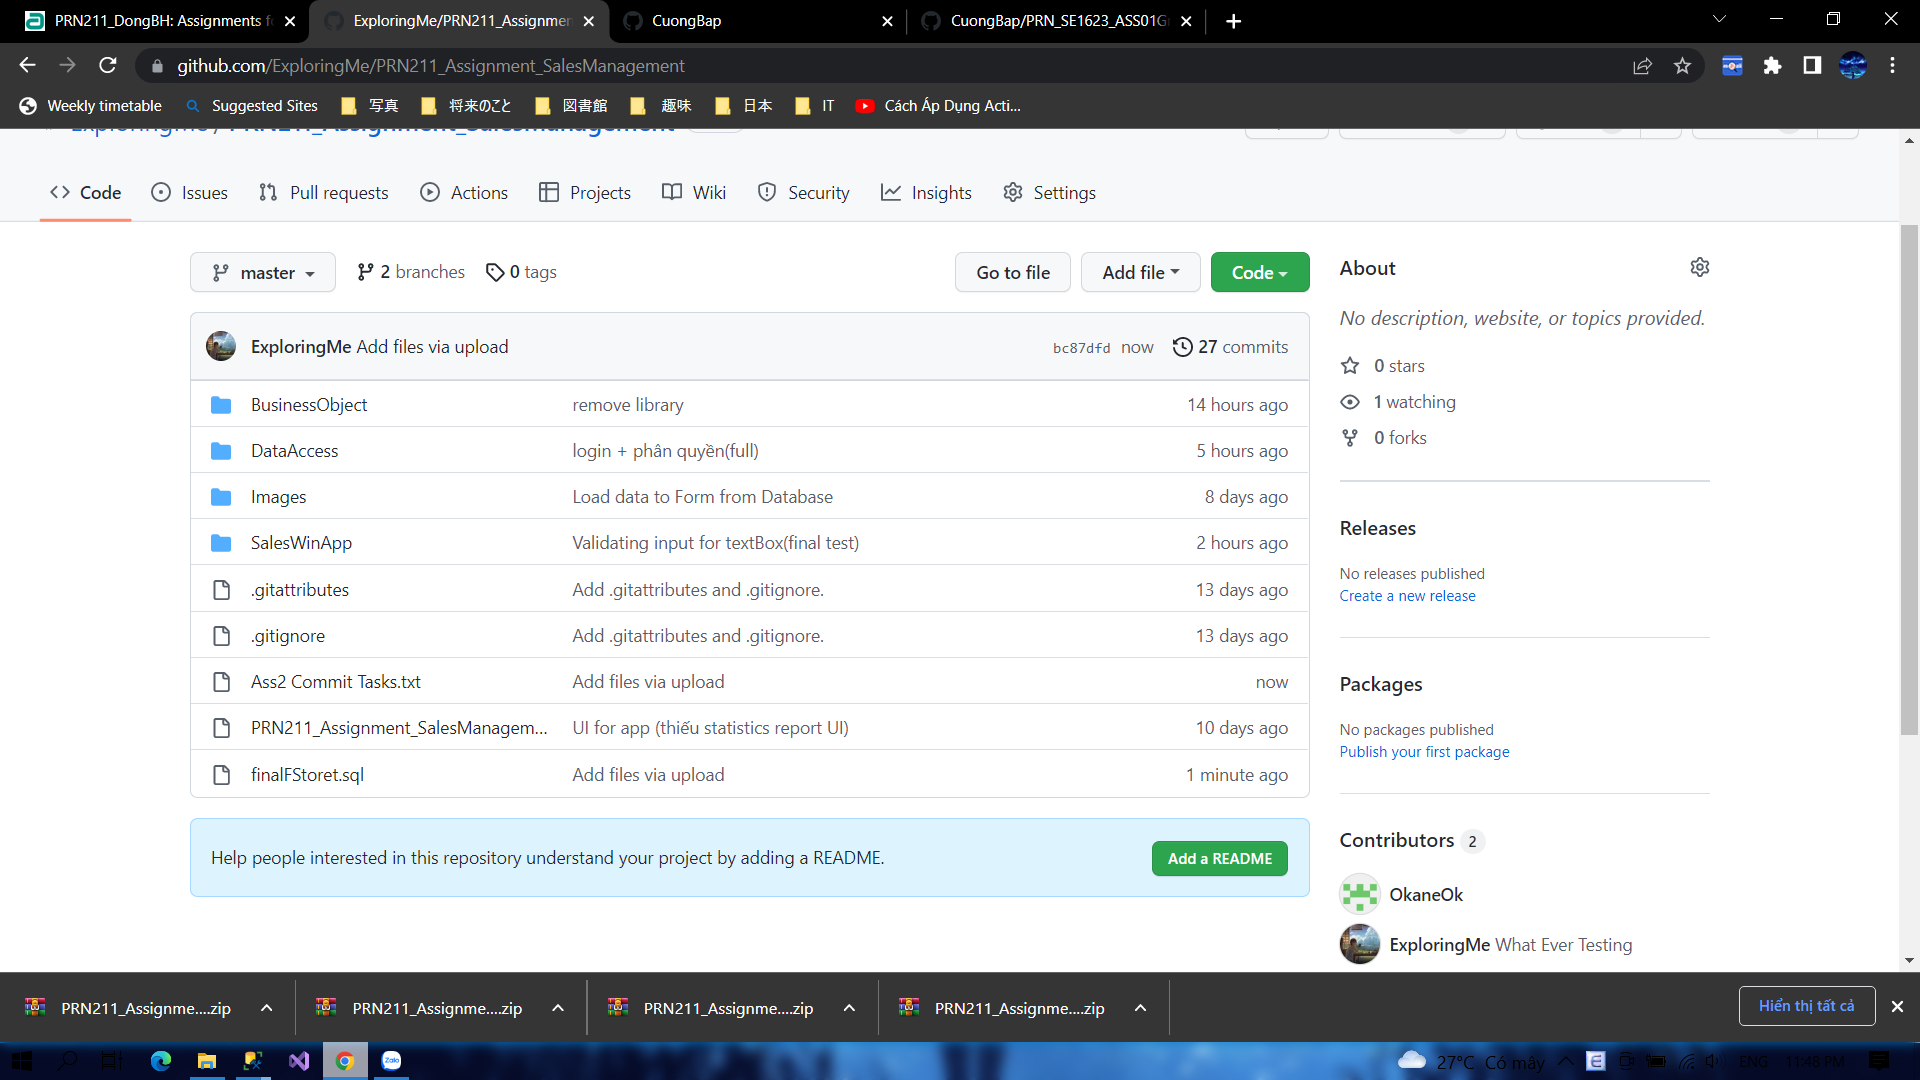 PRN211_DongBH: Assignments fo
ExploringMe/PRN211_Assignmen
CuongBap
CuongBap/PRN_SE1623_ASS01Gr
github.com/ExploringMe/PRN211_Assignment_SalesManagement
Weekly timetable
Suggested Sites
写真
将来のこと
図書館
趣味
日本
IT
Cách Áp Dụng Acti...
ExploringMe / PRN211_Assignment_SalesManagement
Code
Issues
Pull requests
Actions
Projects
Wiki
Security
Insights
Settings
master
2 branches
0 tags
Go to file
Add file
Code
ExploringMe Add files via upload
bc87dfd now
27 commits
BusinessObject remove library 14 hours ago
DataAccess login + phân quyền(full) 5 hours ago
Images Load data to Form from Database 8 days ago
SalesWinApp Validating input for textBox(final test) 2 hours ago
.gitattributes Add .gitattributes and .gitignore. 13 days ago
.gitignore Add .gitattributes and .gitignore. 13 days ago
Ass2 Commit Tasks.txt Add files via upload now
PRN211_Assignment_SalesManagem... UI for app (thiếu statistics report UI) 10 days ago
finalFStoret.sql Add files via upload 1 minute ago
Help people interested in this repository understand your project by adding a README.
Add a README
About
No description, website, or topics provided.
0 stars
1 watching
0 forks
Releases
No releases published
Create a new release
Packages
No packages published
Publish your first package
Contributors 2
OkaneOk
ExploringMe What Ever Testing
PRN211_Assignme....zip
PRN211_Assignme....zip
PRN211_Assignme....zip
PRN211_Assignme....zip
Hiển thị tất cả
Zalo
27°C Có mây
E
ENG
11:48 PM